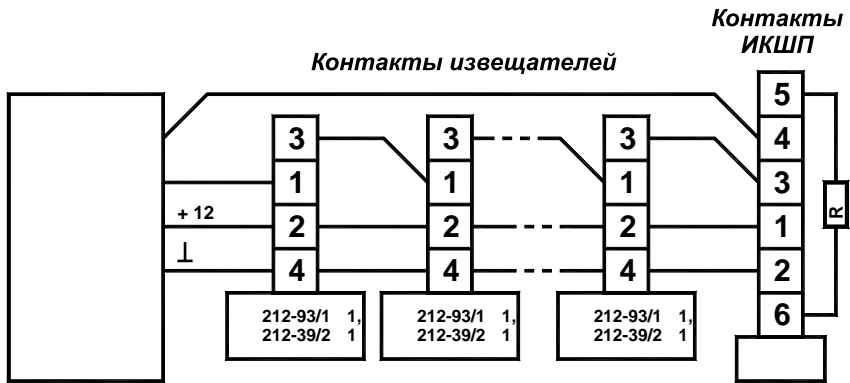 Контакты
ИКШП
Контакты извещателей
5
3 3 3 4
1 1 1 3
+ 12
2 2 2 1
⊥
4 4 4 2
R
6
212-93/1 1, 212-93/1 1, 212-93/1 1,
212-39/2 1 212-39/2 1 212-39/2 1